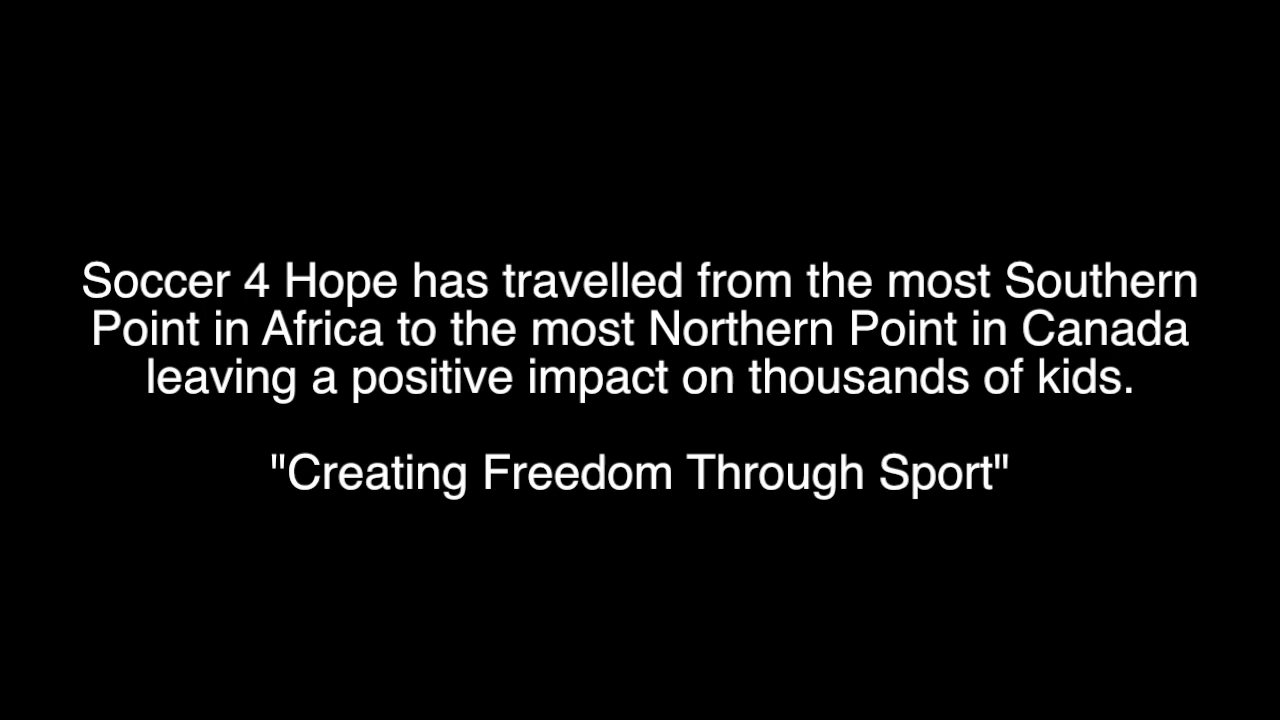 Soccer 4 Hope has travelled from the most Southern
Point in Africa to the most Northern Point in Canada
leaving a positive impact on thousands of kids.
"Creating Freedom Through Sport"